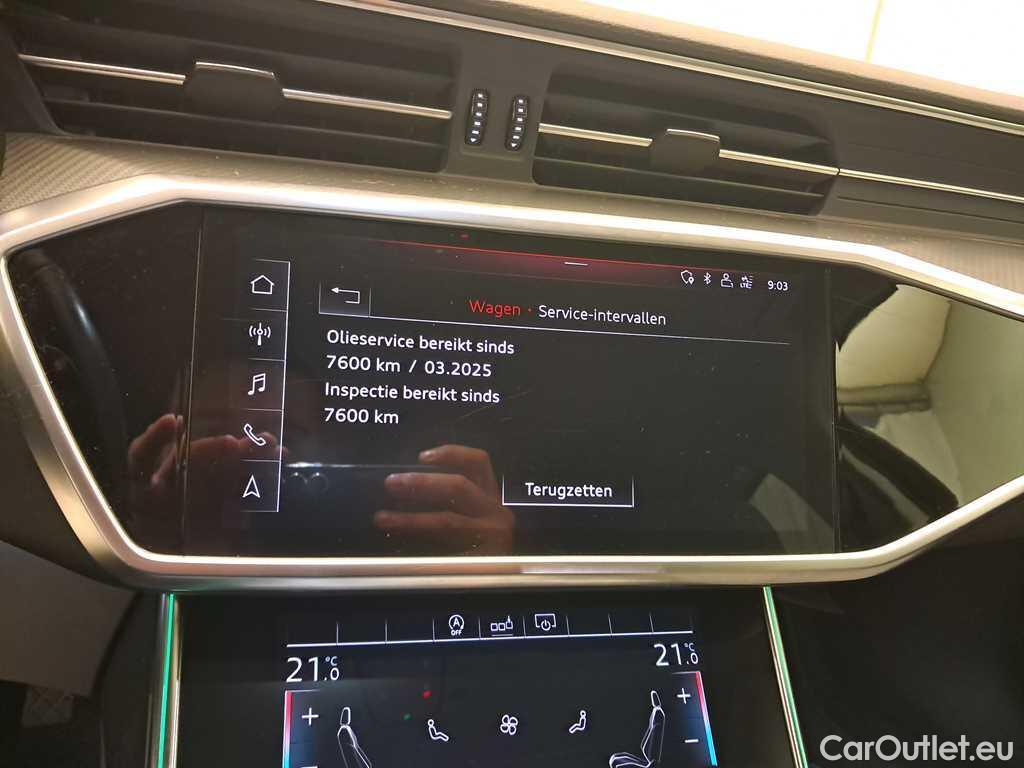 9:03
Wagen · Service-intervallen
Olieservice bereikt sinds
7600 km / 03.2025
Inspectie bereikt sinds
7600 km
Terugzetten
A
OFF
21.0 °C
21.0 °C
+
+
−
CarOutlet.eu